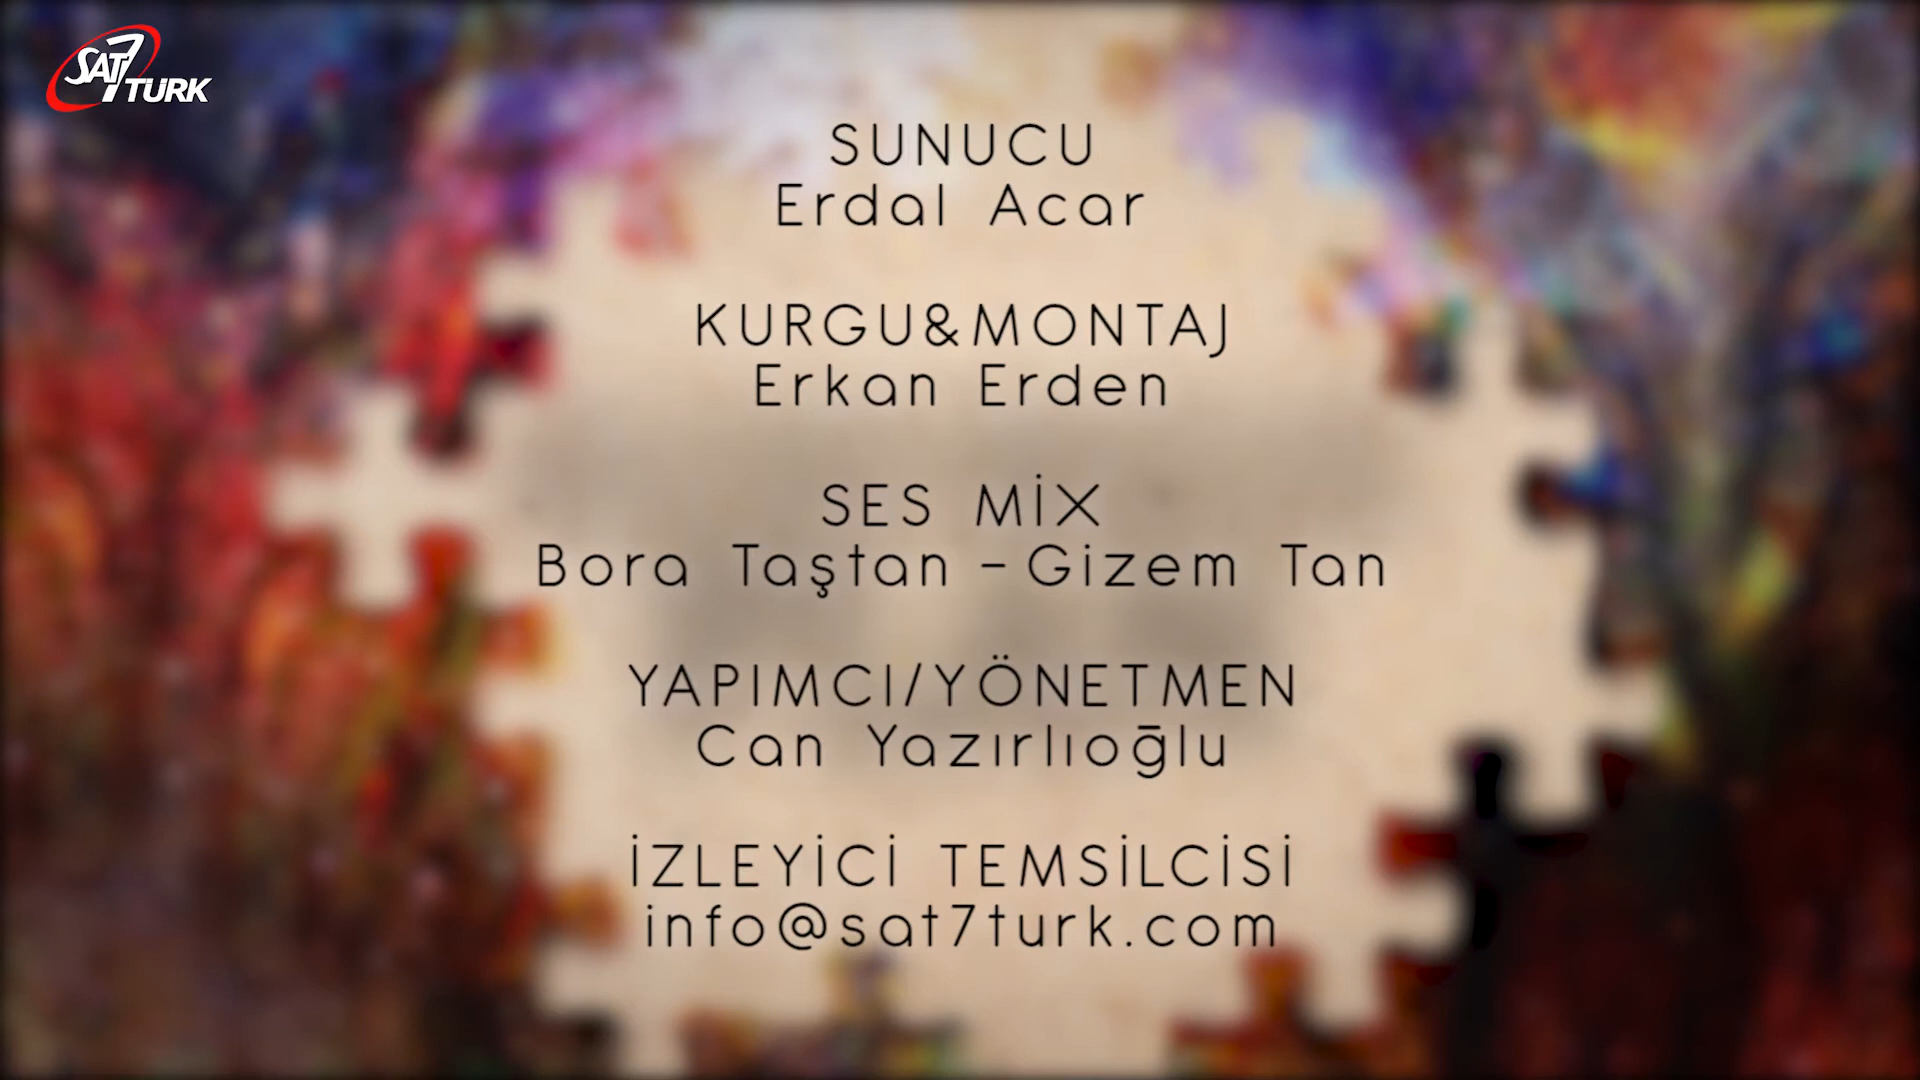 SAT7 TURK
SUNUCU
Erdal Acar
KURGU&MONTAJ
Erkan Erden
SES MİX
Bora Taştan - Gizem Tan
YAPIMCI/YÖNETMEN
Can Yazırlıoğlu
İZLEYİCİ TEMSİLCİSİ
info@sat7turk.com